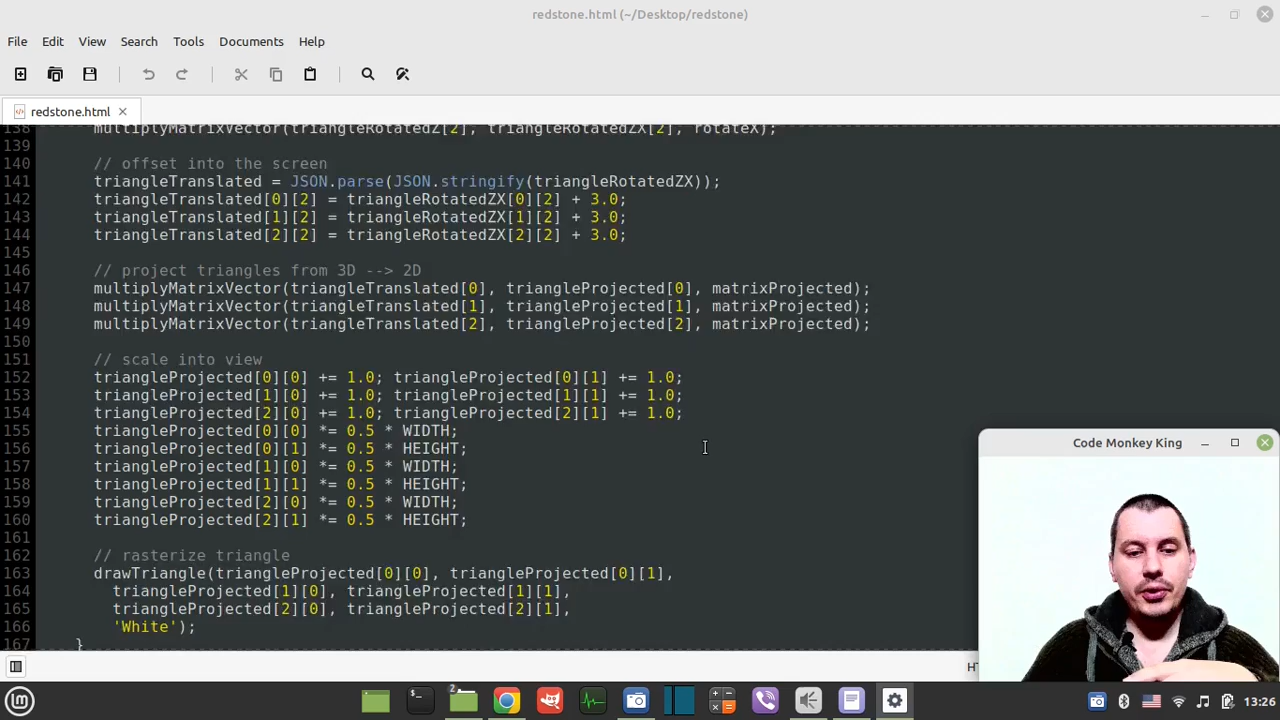 redstone.html (~/Desktop/redstone)
File Edit View Search Tools Documents Help
redstone.html
138 multiplyMatrixVector(triangleRotatedZ[2], triangleRotatedZX[2], rotateX);
139
140 // offset into the screen
141 triangleTranslated = JSON.parse(JSON.stringify(triangleRotatedZX));
142 triangleTranslated[0][2] = triangleRotatedZX[0][2] + 3.0;
143 triangleTranslated[1][2] = triangleRotatedZX[1][2] + 3.0;
144 triangleTranslated[2][2] = triangleRotatedZX[2][2] + 3.0;
145
146 // project triangles from 3D --> 2D
147 multiplyMatrixVector(triangleTranslated[0], triangleProjected[0], matrixProjected);
148 multiplyMatrixVector(triangleTranslated[1], triangleProjected[1], matrixProjected);
149 multiplyMatrixVector(triangleTranslated[2], triangleProjected[2], matrixProjected);
150
151 // scale into view
152 triangleProjected[0][0] += 1.0; triangleProjected[0][1] += 1.0;
153 triangleProjected[1][0] += 1.0; triangleProjected[1][1] += 1.0;
154 triangleProjected[2][0] += 1.0; triangleProjected[2][1] += 1.0;
155 triangleProjected[0][0] *= 0.5 * WIDTH;
156 triangleProjected[0][1] *= 0.5 * HEIGHT;
157 triangleProjected[1][0] *= 0.5 * WIDTH;
158 triangleProjected[1][1] *= 0.5 * HEIGHT;
159 triangleProjected[2][0] *= 0.5 * WIDTH;
160 triangleProjected[2][1] *= 0.5 * HEIGHT;
161
162 // rasterize triangle
163 drawTriangle(triangleProjected[0][0], triangleProjected[0][1],
164 triangleProjected[1][0], triangleProjected[1][1],
165 triangleProjected[2][0], triangleProjected[2][1],
166 'White');
167 }
Code Monkey King
HT
2
13:26